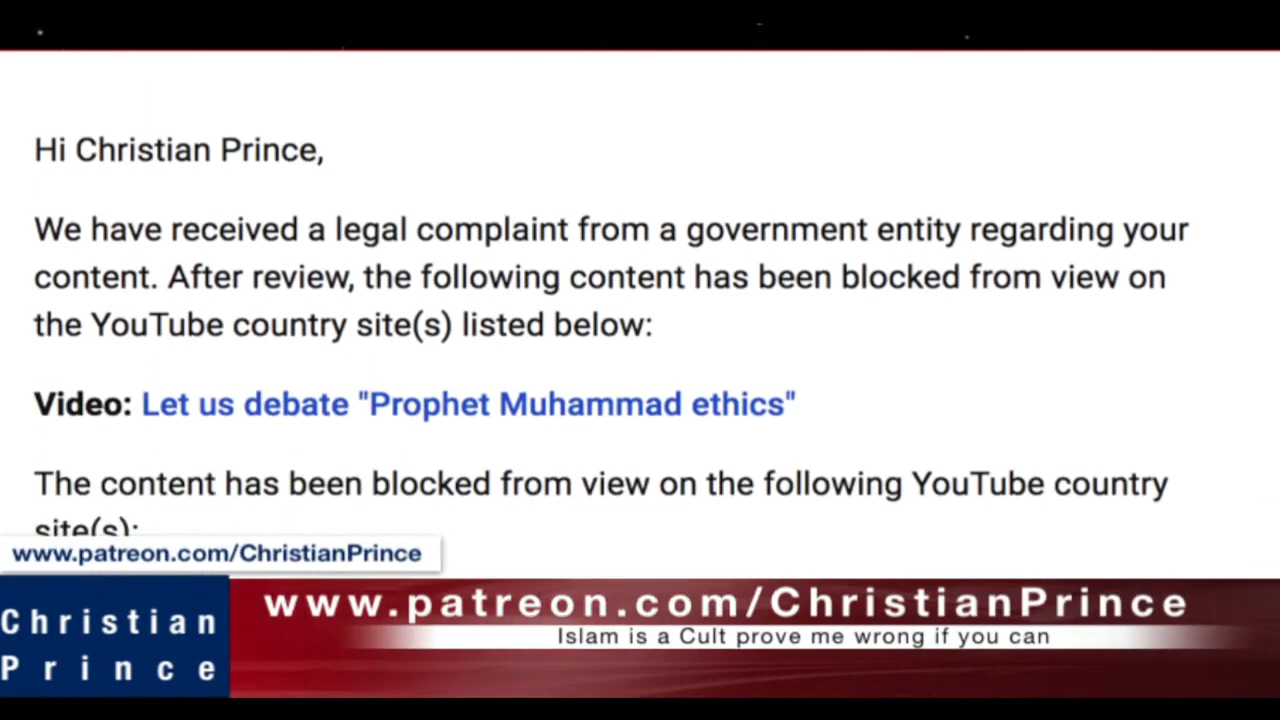 Hi Christian Prince,
We have received a legal complaint from a government entity regarding your
content. After review, the following content has been blocked from view on
the YouTube country site(s) listed below:
Video: Let us debate "Prophet Muhammad ethics"
The content has been blocked from view on the following YouTube country
site(s):
www.patreon.com/ChristianPrince
www.patreon.com/ChristianPrince
Islam is a Cult prove me wrong if you can
Christian
Prince